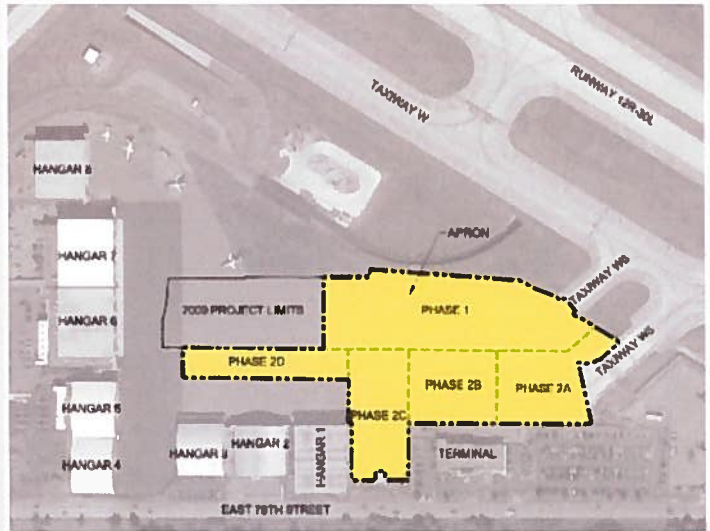 RUNWAY 12R-30L
TAXIWAY W
HANGAR 8
HANGAR 7
APRON
TAXIWAY W6
2009 PROJECT LIMITS
PHASE 1
HANGAR 6
TAXIWAY W5
PHASE 2D
PHASE 2B
PHASE 2A
HANGAR 5
PHASE 2C
HANGAR 4
HANGAR 3
HANGAR 2
HANGAR 1
TERMINAL
EAST 70TH STREET